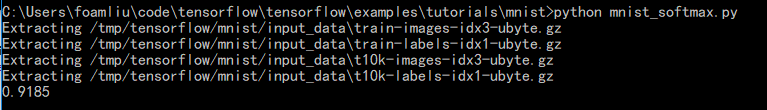 C:\Users\foamliu\code\tensorflow\tensorflow\examples\tutorials\mnist>python mnist_softmax.py
Extracting /tmp/tensorflow/mnist/input_data\train-images-idx3-ubyte.gz
Extracting /tmp/tensorflow/mnist/input_data\train-labels-idx1-ubyte.gz
Extracting /tmp/tensorflow/mnist/input_data\t10k-images-idx3-ubyte.gz
Extracting /tmp/tensorflow/mnist/input_data\t10k-labels-idx1-ubyte.gz
0.9185